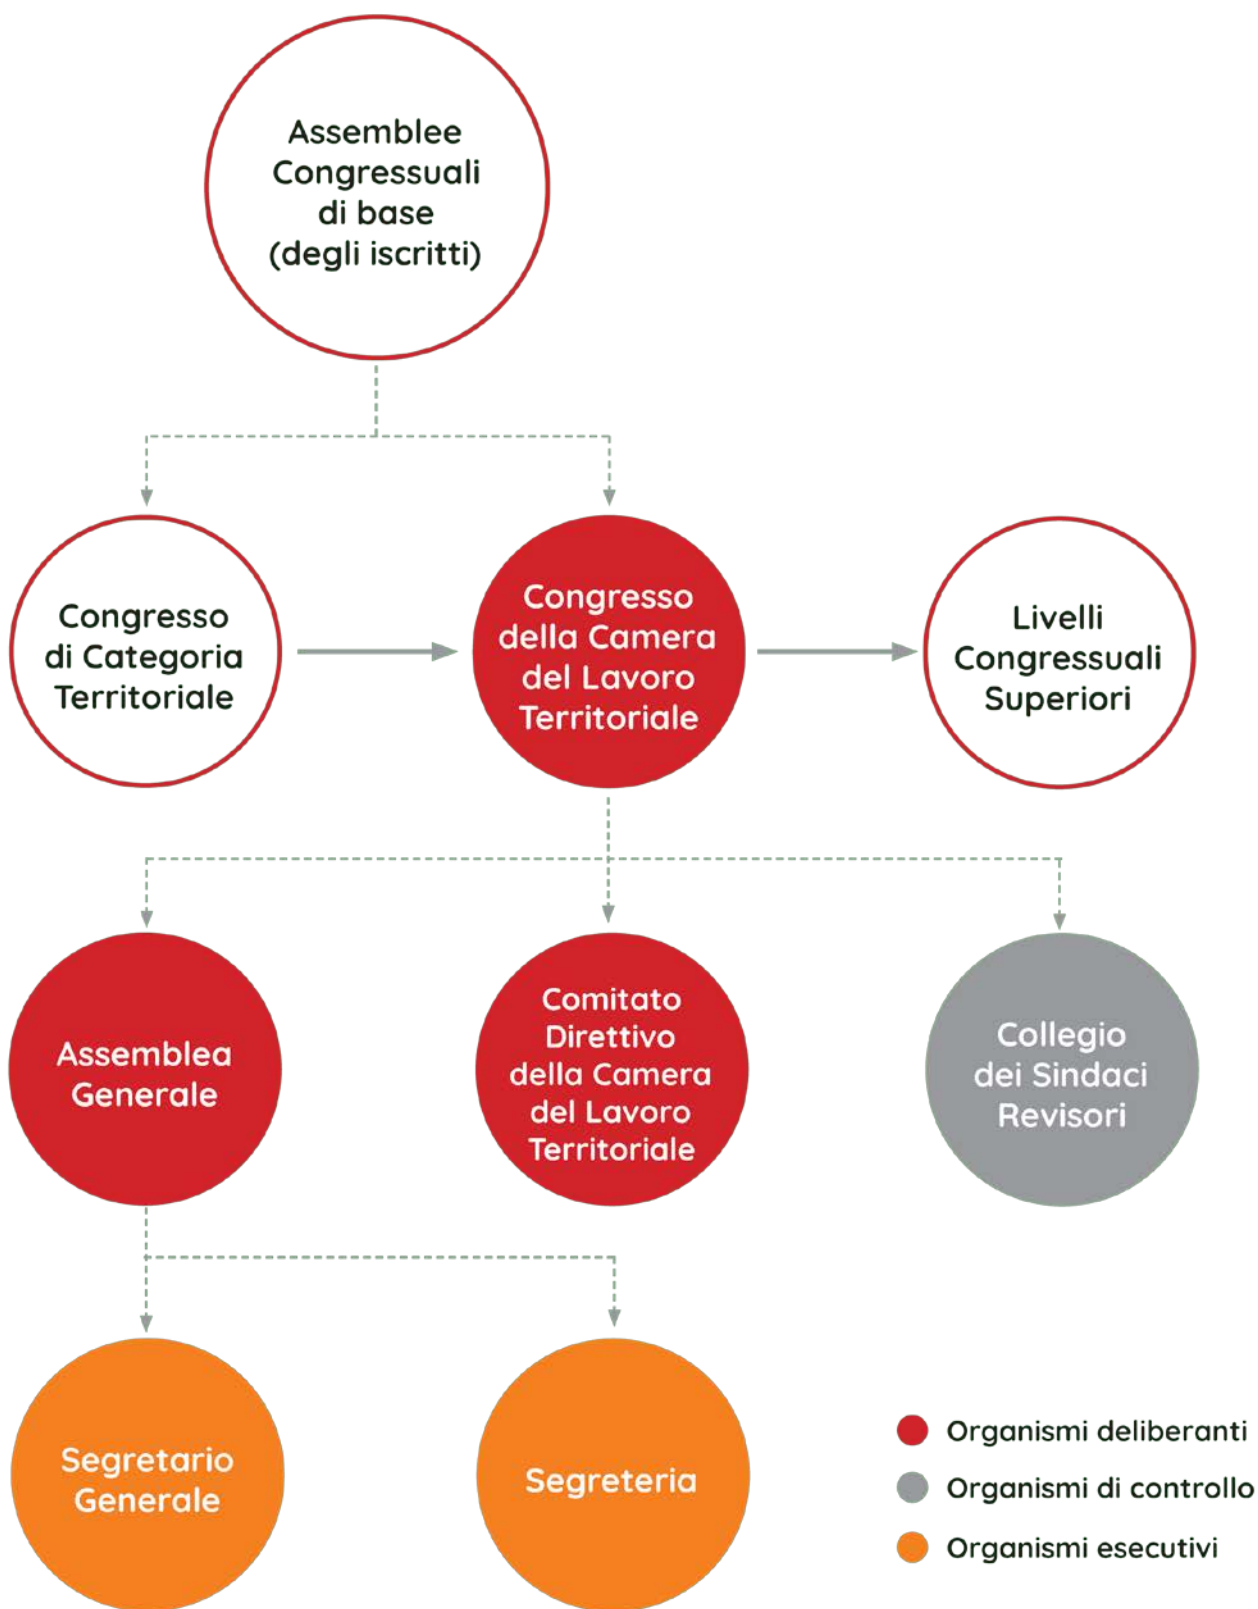 Assemblee
Congressuali
di base
(degli iscritti)
Congresso
di Categoria
Territoriale
Congresso
della Camera
del Lavoro
Territoriale
Livelli
Congressuali
Superiori
Assemblea
Generale
Comitato
Direttivo
della Camera
del Lavoro
Territoriale
Collegio
dei Sindaci
Revisori
Segretario
Generale
Segreteria
Organismi deliberanti
Organismi di controllo
Organismi esecutivi